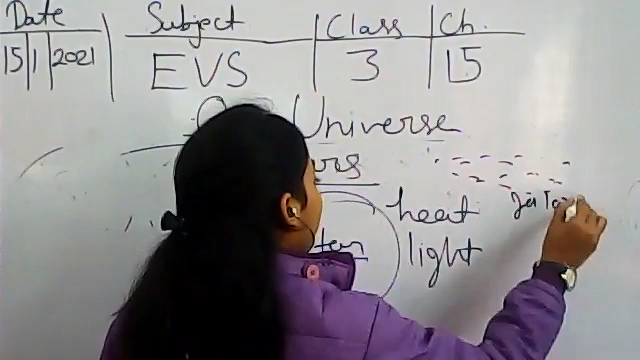 Date Subject Class Ch.
15 1 2021 EVS 3 15
Universe
heat
light